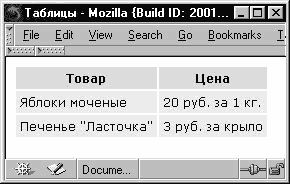 Таблицы - Mozilla {Build ID: 2001...
File Edit View Search Go Bookmarks T.
Товар Цена
Яблоки моченые 20 руб. за 1 кг.
Печенье "Ласточка" 3 руб. за крыло
Docume...